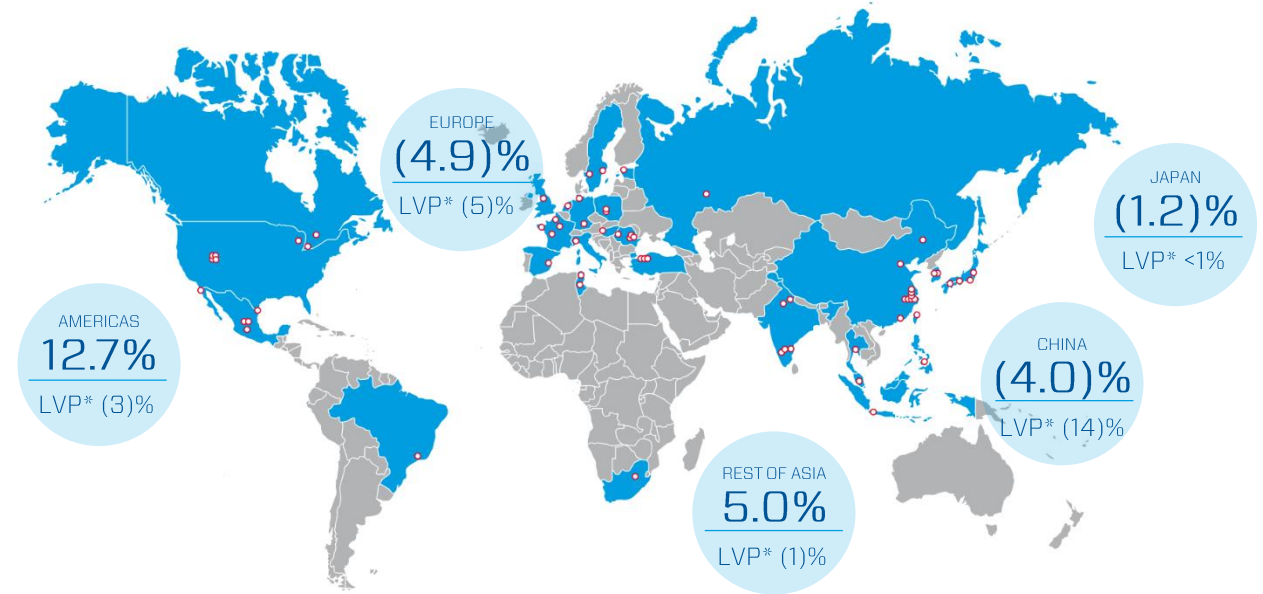 EUROPE
(4.9)%
LVP* (5)%
JAPAN
(1.2)%
LVP* <1%
AMERICAS
12.7%
LVP* (3)%
CHINA
(4.0)%
LVP* (14)%
REST OF ASIA
5.0%
LVP* (1)%